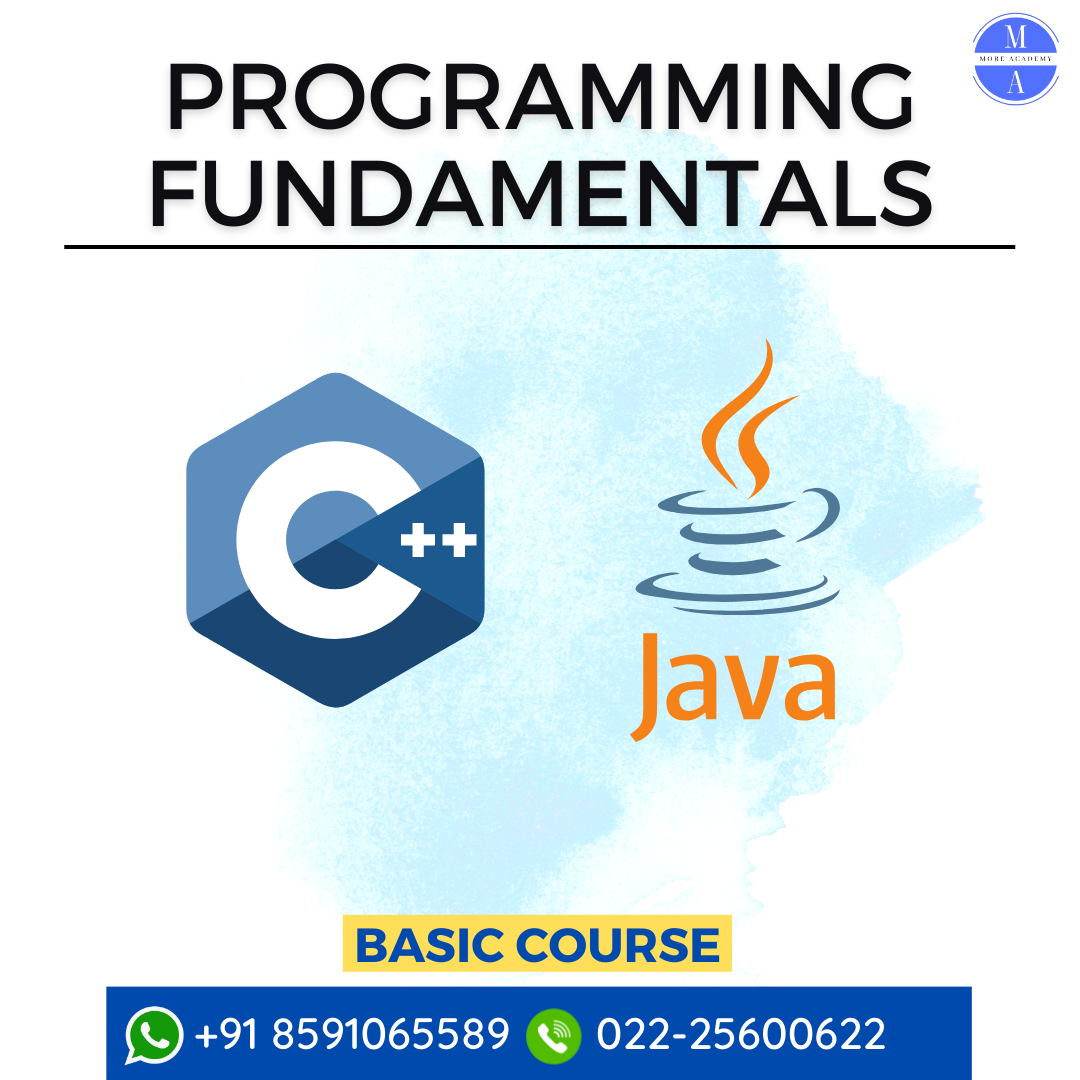 M
MORE ACADEMY
A
PROGRAMMING
FUNDAMENTALS
C++
Java
BASIC COURSE
+91 8591065589 022-25600622